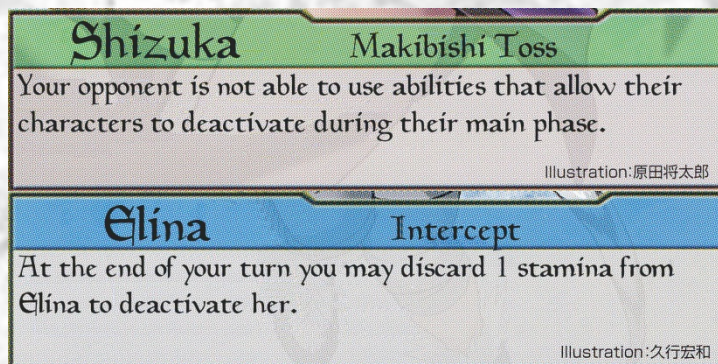 Shizuka Makibishi Toss
Your opponent is not able to use abilities that allow their
characters to deactivate during their main phase.
Illustration:原田将太郎
Elina Intercept
At the end of your turn you may discard 1 stamina from
Elina to deactivate her.
Illustration:久行宏和